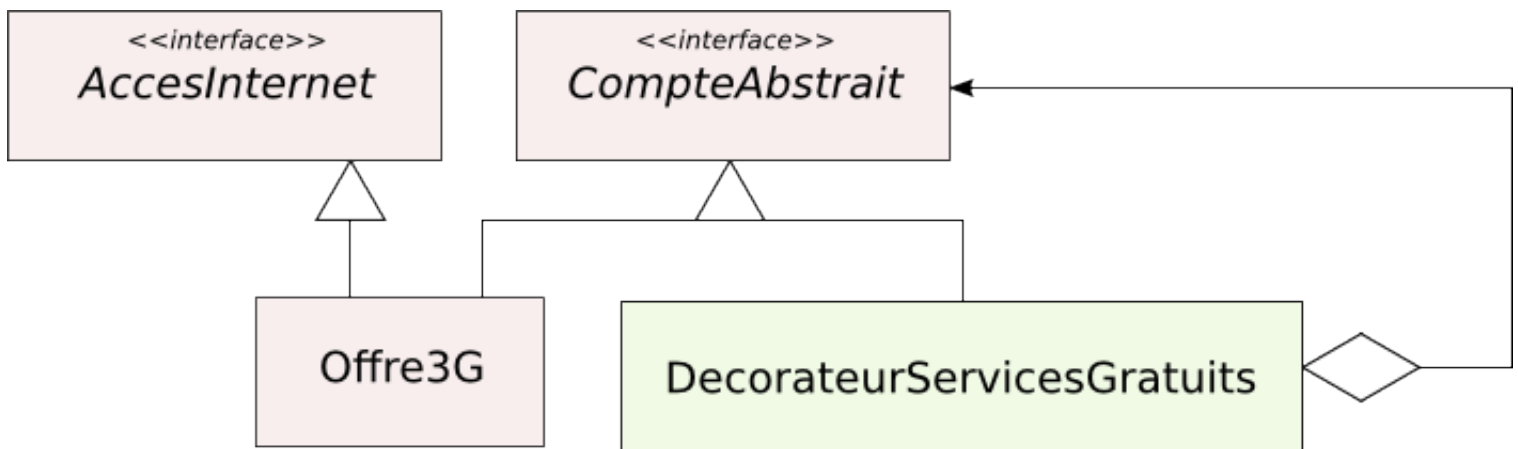 <<interface>>
AccesInternet
<<interface>>
CompteAbstrait
Offre3G
DecorateurServicesGratuits